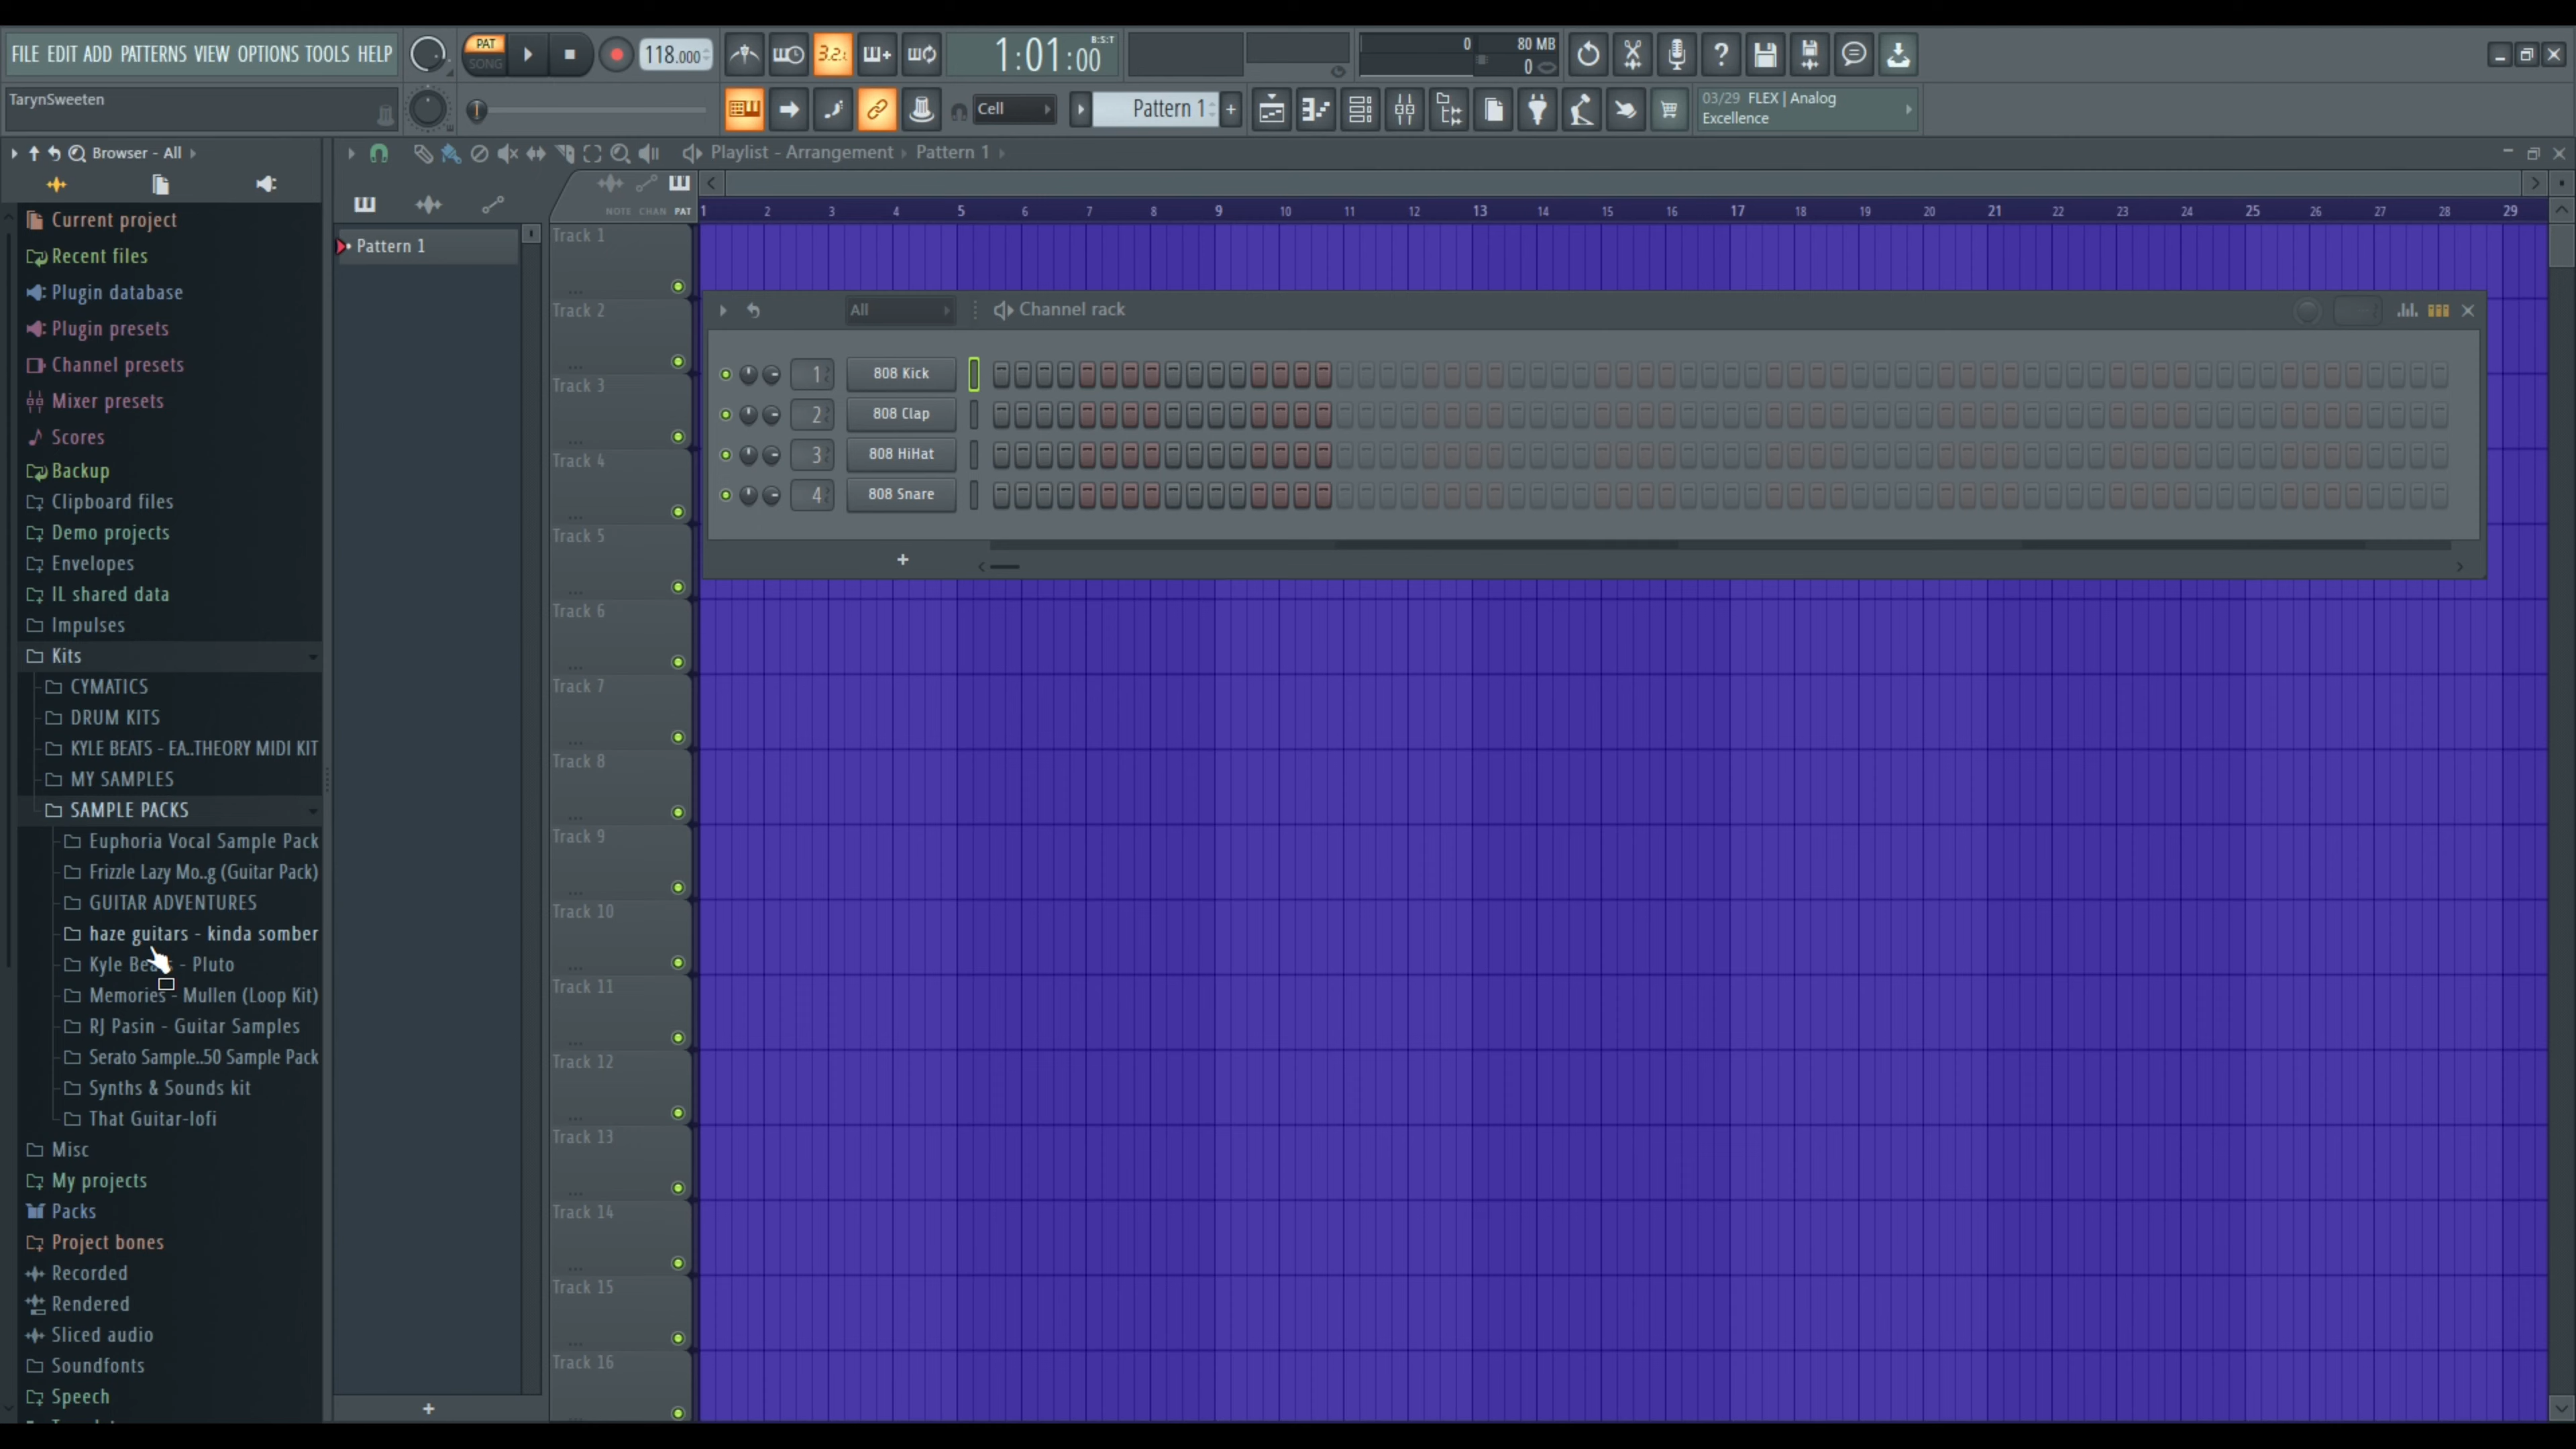 FILE EDIT ADD PATTERNS VIEW OPTIONS TOOLS HELP
PAT
SONG
118.000
3.2.
1:01:00
B:S:T
0
80 MB
0
TarynSweeten
Cell
Pattern 1
+
03/29 FLEX | Analog
Excellence
Browser - All
Playlist - Arrangement
Pattern 1
NOTE CHAN PAT
1 2 3 4 5 6 7 8 9 10 11 12 13 14 15 16 17 18 19 20 21 22 23 24 25 26 27 28 29
Current project
Recent files
Plugin database
Plugin presets
Channel presets
Mixer presets
Scores
Backup
Clipboard files
Demo projects
Envelopes
IL shared data
Impulses
Kits
CYMATICS
DRUM KITS
KYLE BEATS - EA..THEORY MIDI KIT
MY SAMPLES
SAMPLE PACKS
Euphoria Vocal Sample Pack
Frizzle Lazy Mo..g (Guitar Pack)
GUITAR ADVENTURES
haze guitars - kinda somber
Kyle Beats - Pluto
Memories - Mullen (Loop Kit)
RJ Pasin - Guitar Samples
Serato Sample..50 Sample Pack
Synths & Sounds kit
That Guitar-lofi
Misc
My projects
Packs
Project bones
Recorded
Rendered
Sliced audio
Soundfonts
Speech
Pattern 1
+
Track 1
Track 2
Track 3
Track 4
Track 5
Track 6
Track 7
Track 8
Track 9
Track 10
Track 11
Track 12
Track 13
Track 14
Track 15
Track 16
All
Channel rack
1 808 Kick
2 808 Clap
3 808 HiHat
4 808 Snare
+